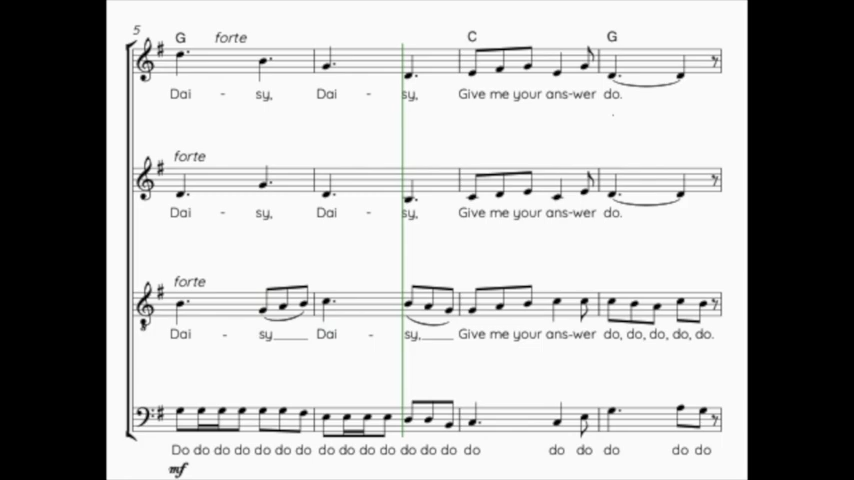 5
G forte C G
Dai - sy, Dai - sy, Give me your ans-wer do.
forte
Dai - sy, Dai - sy, Give me your ans-wer do.
forte
8
Dai - sy____ Dai - sy,____ Give me your ans-wer do, do, do, do, do.
Do do do do do do do do do do do do do do do do do do do do
mf